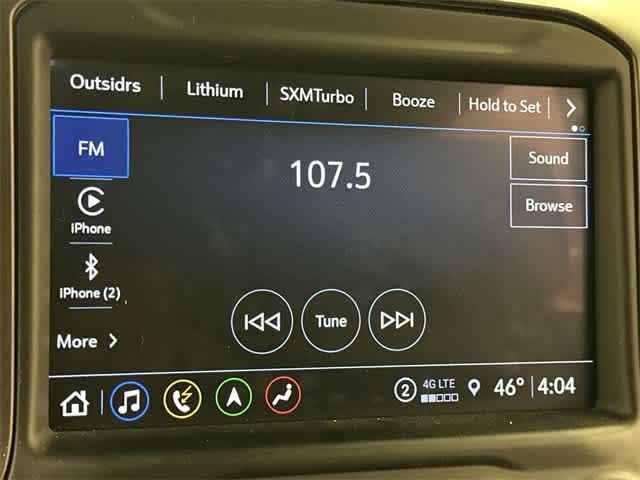 Outsidrs Lithium SXMTurbo Booze Hold to Set
FM
107.5
Sound
iPhone
Browse
iPhone (2)
Tune
More
2 4G LTE 46° 4:04